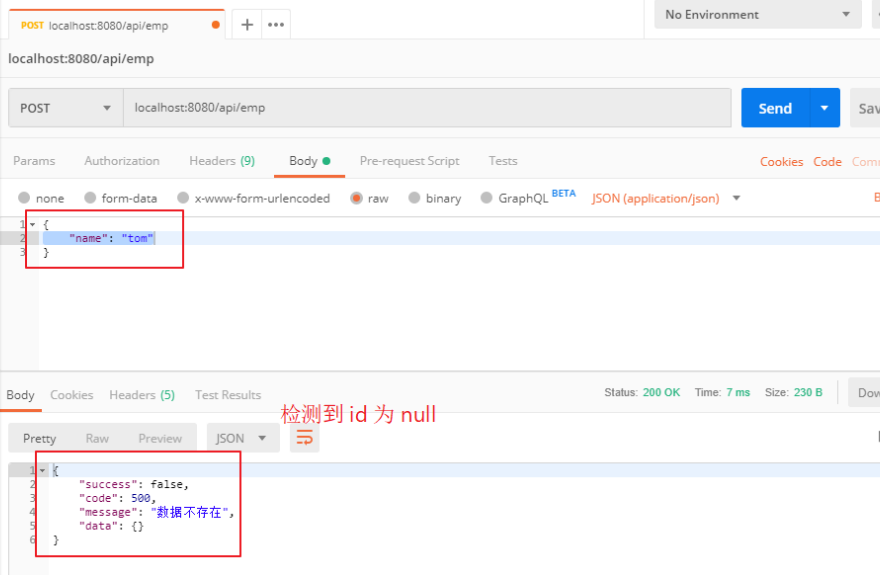 POST localhost:8080/api/emp
No Environment
localhost:8080/api/emp
POST localhost:8080/api/emp Send
Params Authorization Headers (9) Body Pre-request Script Tests Cookies Code
none form-data x-www-form-urlencoded raw binary GraphQL BETA JSON (application/json)
1 {
2 "name": "tom"
3 }
Body Cookies Headers (5) Test Results Status: 200 OK Time: 7 ms Size: 230 B
检测到 id 为 null
Pretty Raw Preview JSON
1 {
2 "success": false,
3 "code": 500,
4 "message": "数据不存在",
5 "data": {}
6 }